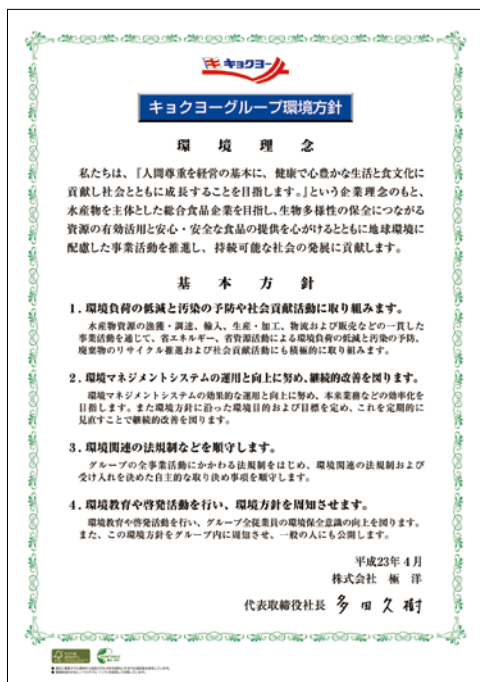 キョクヨー
キョクヨーグループ環境方針
環境理念
私たちは、『人間尊重を経営の基本に、健康で心豊かな生活と食文化に
貢献し社会とともに成長することを目指します。』という企業理念のもと、
水産物を主体とした総合食品企業を目指し、生物多様性の保全につながる
資源の有効活用と安心・安全な食品の提供を心がけるとともに地球環境に
配慮した事業活動を推進し、持続可能な社会の発展に貢献します。
基本方針
1．環境負荷の低減と汚染の予防や社会貢献活動に取り組みます。
水産物資源の漁獲・調達、輸入、生産・加工、物流および販売などの一貫した
事業活動を通じて、省エネルギー、省資源活動による環境負荷の低減と汚染の予防、
廃棄物のリサイクル推進および社会貢献活動にも積極的に取り組みます。
2．環境マネジメントシステムの運用と向上に努め、継続的改善を図ります。
環境マネジメントシステムの効果的な運用と向上に努め、本来業務などの効率化を
目指します。また環境方針に沿った環境目的および目標を定め、これを定期的に
見直すことで継続的改善を図ります。
3．環境関連の法規制などを順守します。
グループの全事業活動にかかわる法規制をはじめ、環境関連の法規制および
受け入れを決めた自主的な取り決め事項を順守します。
4．環境教育や啓発活動を行い、環境方針を周知させます。
環境教育や啓発活動を行い、グループ全従業員の環境保全意識の向上を図ります。
また、この環境方針をグループ内に周知させ、一般の人にも公開します。
平成23年4月
株式会社 極洋
代表取締役社長 多田久樹